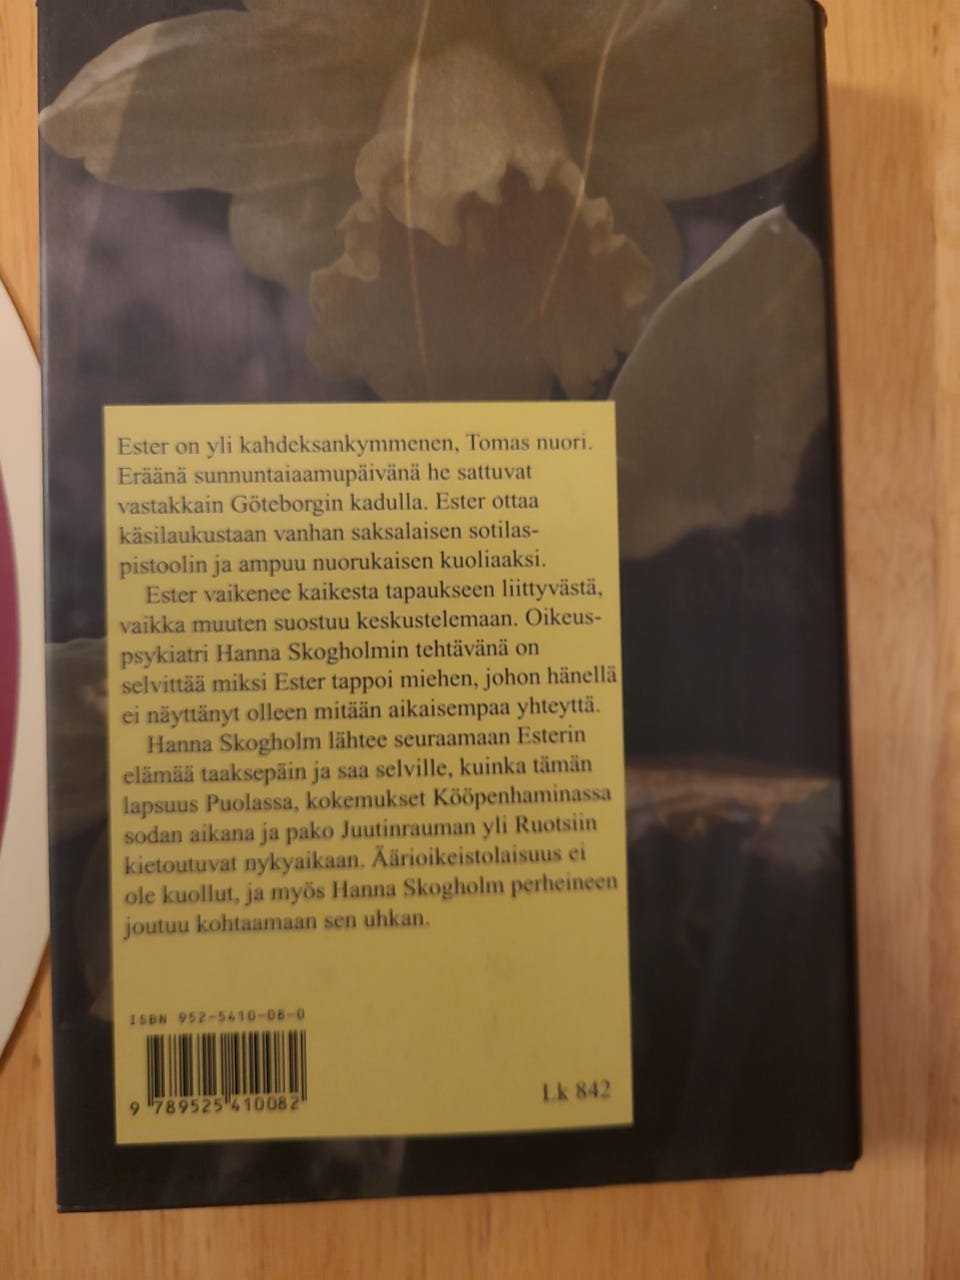 Ester on yli kahdeksankymmenen, Tomas nuori.
Eräänä sunnuntaiaamupäivänä he sattuvat
vastakkain Göteborgin kadulla. Ester ottaa
käsilaukustaan vanhan saksalaisen sotilas-
pistoolin ja ampuu nuorukaisen kuoliaaksi.
Ester vaikenee kaikesta tapaukseen liittyvästä,
vaikka muuten suostuu keskustelemaan. Oikeus-
psykiatri Hanna Skogholmin tehtävänä on
selvittää miksi Ester tappoi miehen, johon hänellä
ei näyttänyt olleen mitään aikaisempaa yhteyttä.
Hanna Skogholm lähtee seuraamaan Esterin
elämää taaksepäin ja saa selville, kuinka tämän
lapsuus Puolassa, kokemukset Kööpenhaminassa
sodan aikana ja pako Juutinrauman yli Ruotsiin
kietoutuvat nykyaikaan. Äärioikeistolaisuus ei
ole kuollut, ja myös Hanna Skogholm perheineen
joutuu kohtaamaan sen uhkan.
ISBN 952-5410-08-0
9 789525 410082
Lk 842